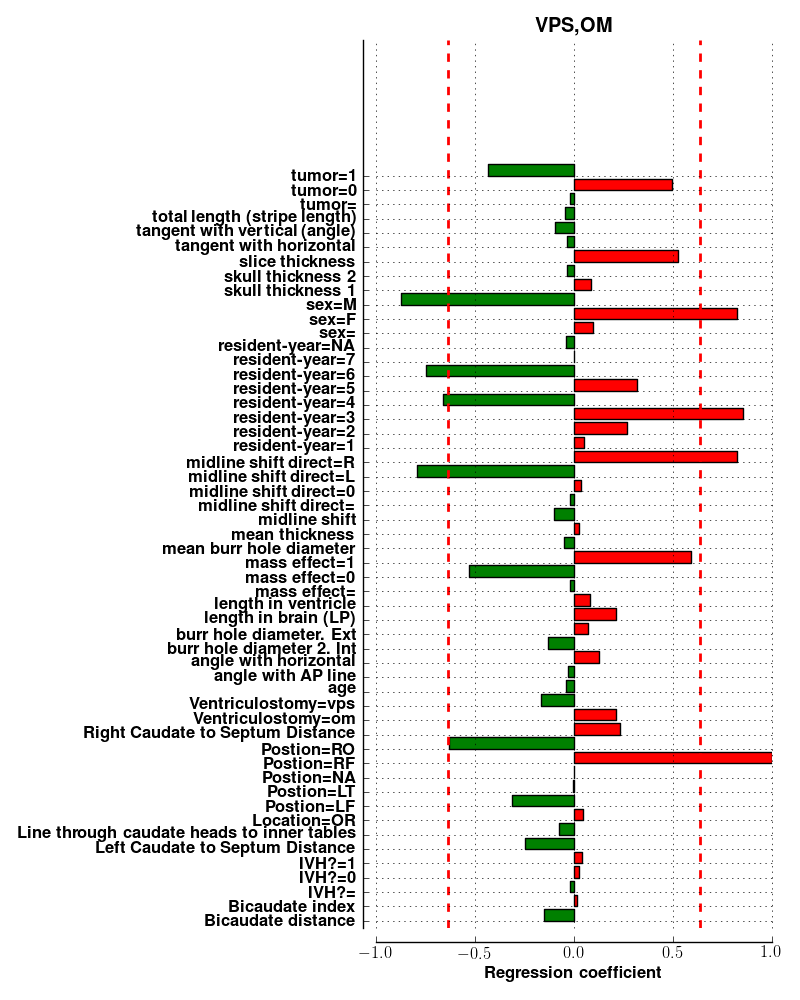 VPS,OM
tumor=1
tumor=0
tumor=
total length (stripe length)
tangent with vertical (angle)
tangent with horizontal
slice thickness
skull thickness 2
skull thickness 1
sex=M
sex=F
sex=
resident-year=NA
resident-year=7
resident-year=6
resident-year=5
resident-year=4
resident-year=3
resident-year=2
resident-year=1
midline shift direct=R
midline shift direct=L
midline shift direct=0
midline shift direct=
midline shift
mean thickness
mean burr hole diameter
mass effect=1
mass effect=0
mass effect=
length in ventricle
length in brain (LP)
burr hole diameter. Ext
burr hole diameter 2. Int
angle with horizontal
angle with AP line
age
Ventriculostomy=vps
Ventriculostomy=om
Right Caudate to Septum Distance
Postion=RO
Postion=RF
Postion=NA
Postion=LT
Postion=LF
Location=OR
Line through caudate heads to inner tables
Left Caudate to Septum Distance
IVH?=1
IVH?=0
IVH?=
Bicaudate index
Bicaudate distance
−1.0 −0.5 0.0 0.5 1.0
Regression coefficient